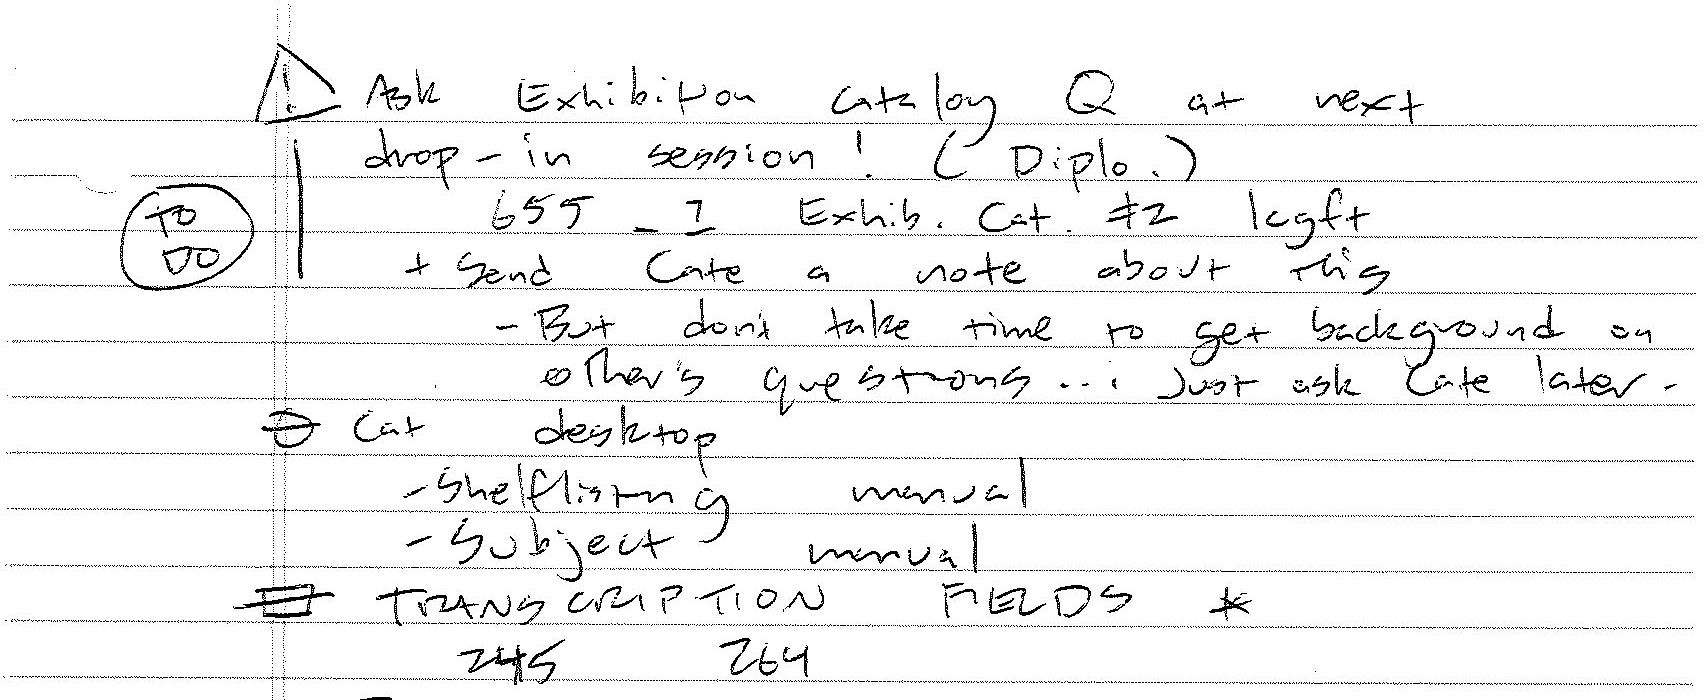 ! Ask Exhibition Catalog Q at next
drop-in session! (Diplo.)
TO DO
655 _7 Exhib. Cat. ‡2 lcgft
+ Send Cate a note about this
- But don't take time to get background on
other's questions... Just ask Cate later.
Cat desktop
- Shelflisting manual
- Subject manual
TRANSCRIPTION FIELDS *
245 264